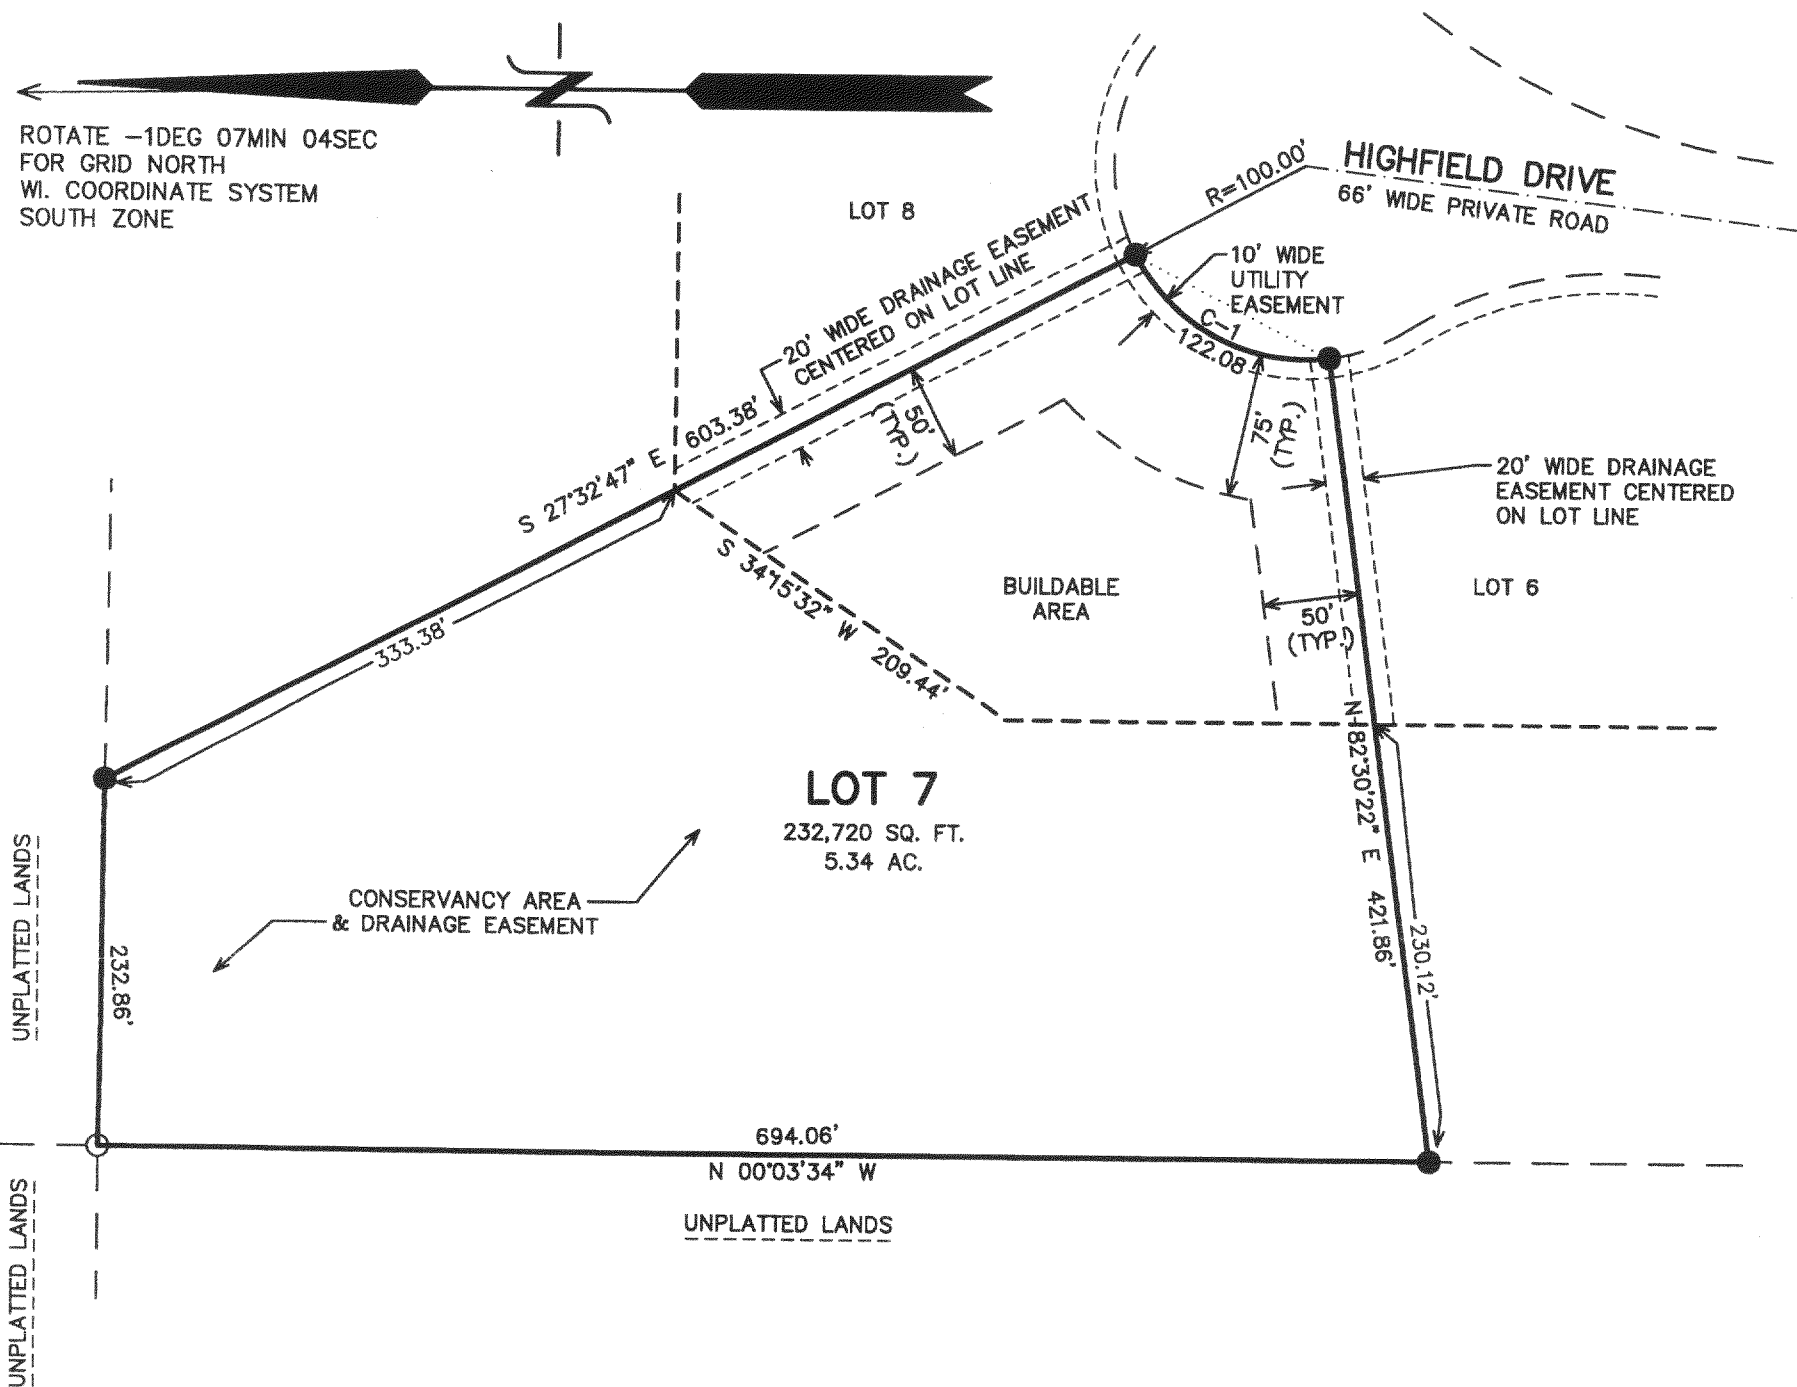 ROTATE -1DEG 07MIN 04SEC
FOR GRID NORTH
WI. COORDINATE SYSTEM
SOUTH ZONE
LOT 8
R=100.00'
HIGHFIELD DRIVE
66' WIDE PRIVATE ROAD
20' WIDE DRAINAGE EASEMENT
CENTERED ON LOT LINE
10' WIDE
UTILITY
EASEMENT
C-1
122.08
S 27°32'47" E 603.38'
50'
(TYP.)
75'
(TYP.)
20' WIDE DRAINAGE
EASEMENT CENTERED
ON LOT LINE
S 34°15'32" W 209.44'
BUILDABLE
AREA
LOT 6
50'
(TYP.)
333.38'
N 82°30'22" E 421.86'
230.12'
LOT 7
232,720 SQ. FT.
5.34 AC.
CONSERVANCY AREA
& DRAINAGE EASEMENT
UNPLATTED LANDS
232.86'
694.06'
N 00°03'34" W
UNPLATTED LANDS
UNPLATTED LANDS